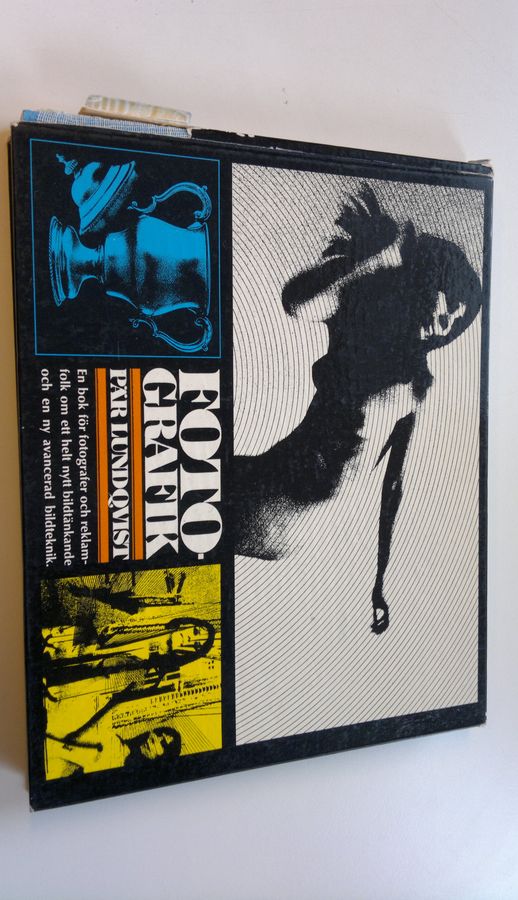 FOTO-
GRAFIK
PÄR LUNDQVIST
En bok för fotografer och reklam-
folk om ett helt nytt bildtänkande
och en ny avancerad bildteknik.